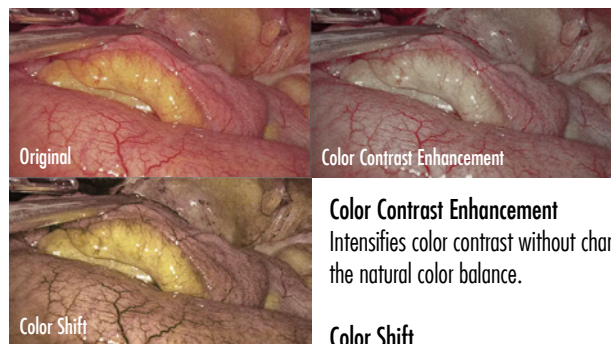 Original
Color Contrast Enhancement
Color Shift
Color Contrast Enhancement
Intensifies color contrast without
the natural color balance.
Color Shift